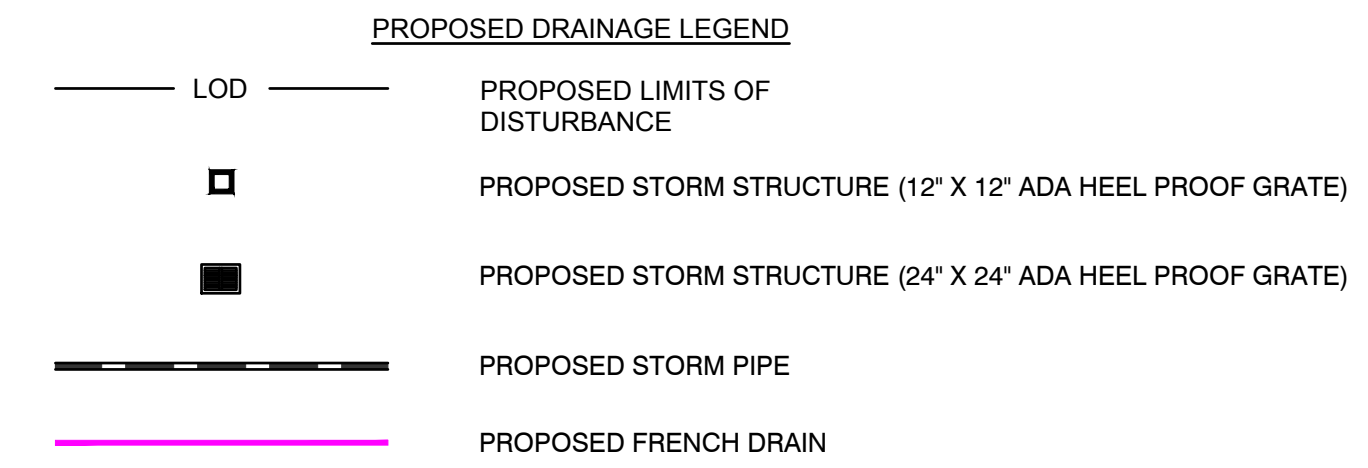 PROPOSED DRAINAGE LEGEND
LOD
PROPOSED LIMITS OF
DISTURBANCE
PROPOSED STORM STRUCTURE (12" X 12" ADA HEEL PROOF GRATE)
PROPOSED STORM STRUCTURE (24" X 24" ADA HEEL PROOF GRATE)
PROPOSED STORM PIPE
PROPOSED FRENCH DRAIN